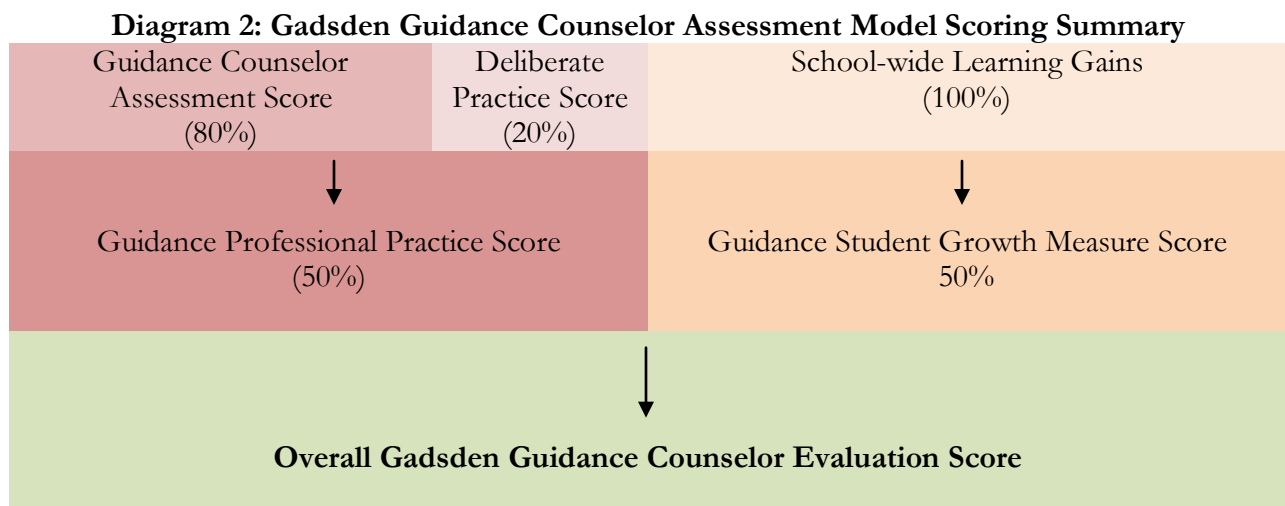 Diagram 2: Gadsden Guidance Counselor Assessment Model Scoring Summary
Guidance Counselor
Assessment Score
(80%)
Deliberate
Practice Score
(20%)
School-wide Learning Gains
(100%)
Guidance Professional Practice Score
(50%)
Guidance Student Growth Measure Score
50%
Overall Gadsden Guidance Counselor Evaluation Score